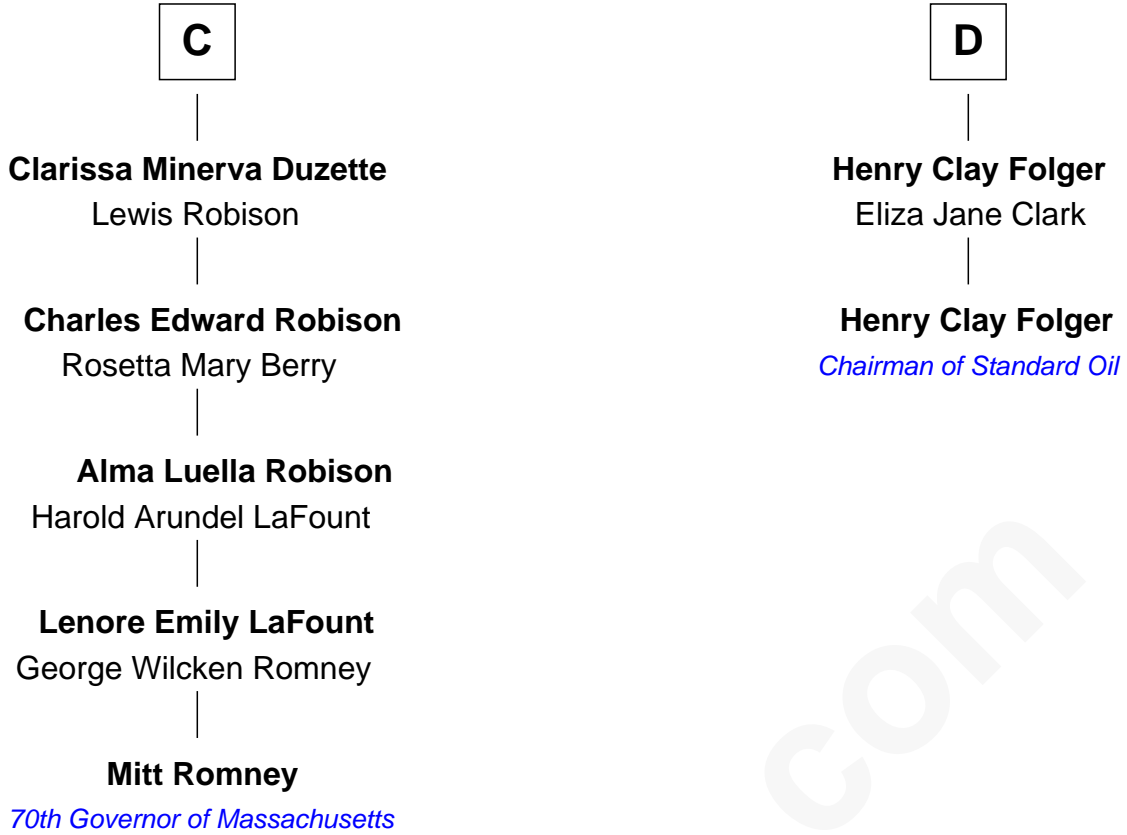 C
Clarissa Minerva Duzette
Lewis Robison
Charles Edward Robison
Rosetta Mary Berry
Alma Luella Robison
Harold Arundel LaFount
Lenore Emily LaFount
George Wilcken Romney
Mitt Romney
70th Governor of Massachusetts
D
Henry Clay Folger
Eliza Jane Clark
Henry Clay Folger
Chairman of Standard Oil
com